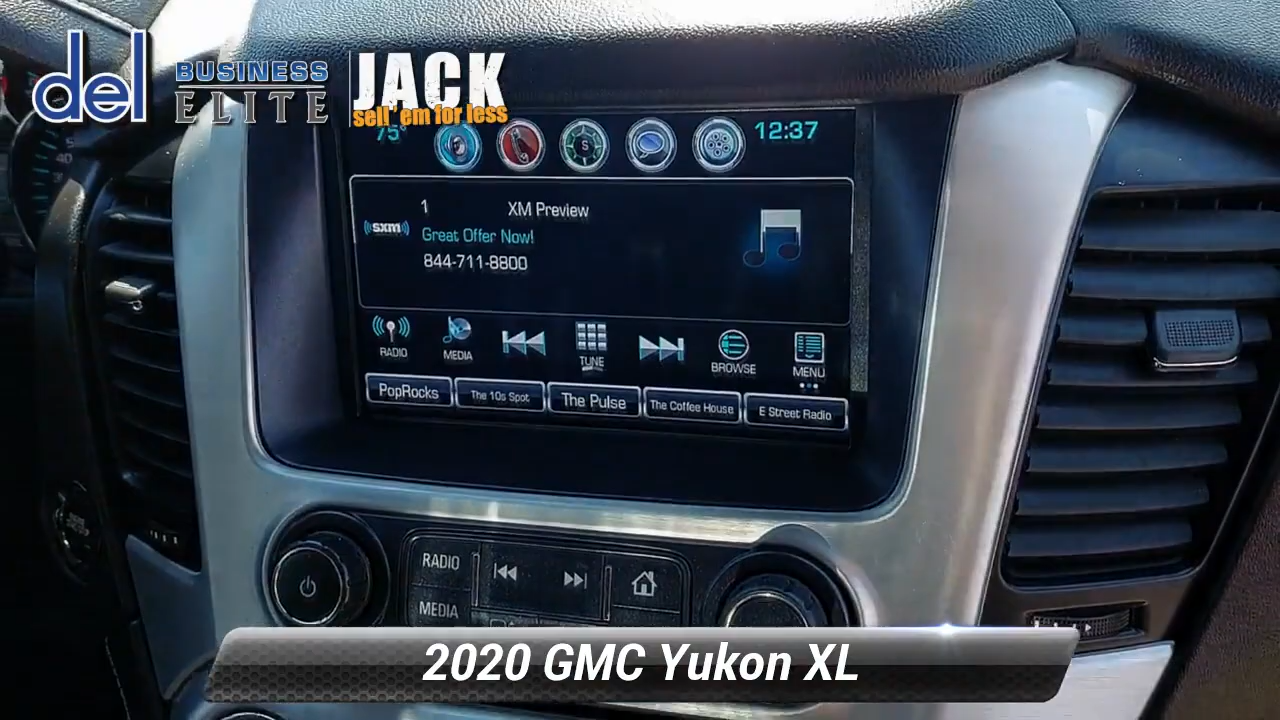 del
BUSINESS
ELITE
JACK
sell 'em for less
75°
12:37
S
1 XM Preview
((sxm))
Great Offer Now!
844-711-8800
RADIO
MEDIA
TUNE
BROWSE
MENU
PopRocks
The 10s Spot
The Pulse
The Coffee House
E Street Radio
RADIO
MEDIA
2020 GMC Yukon XL